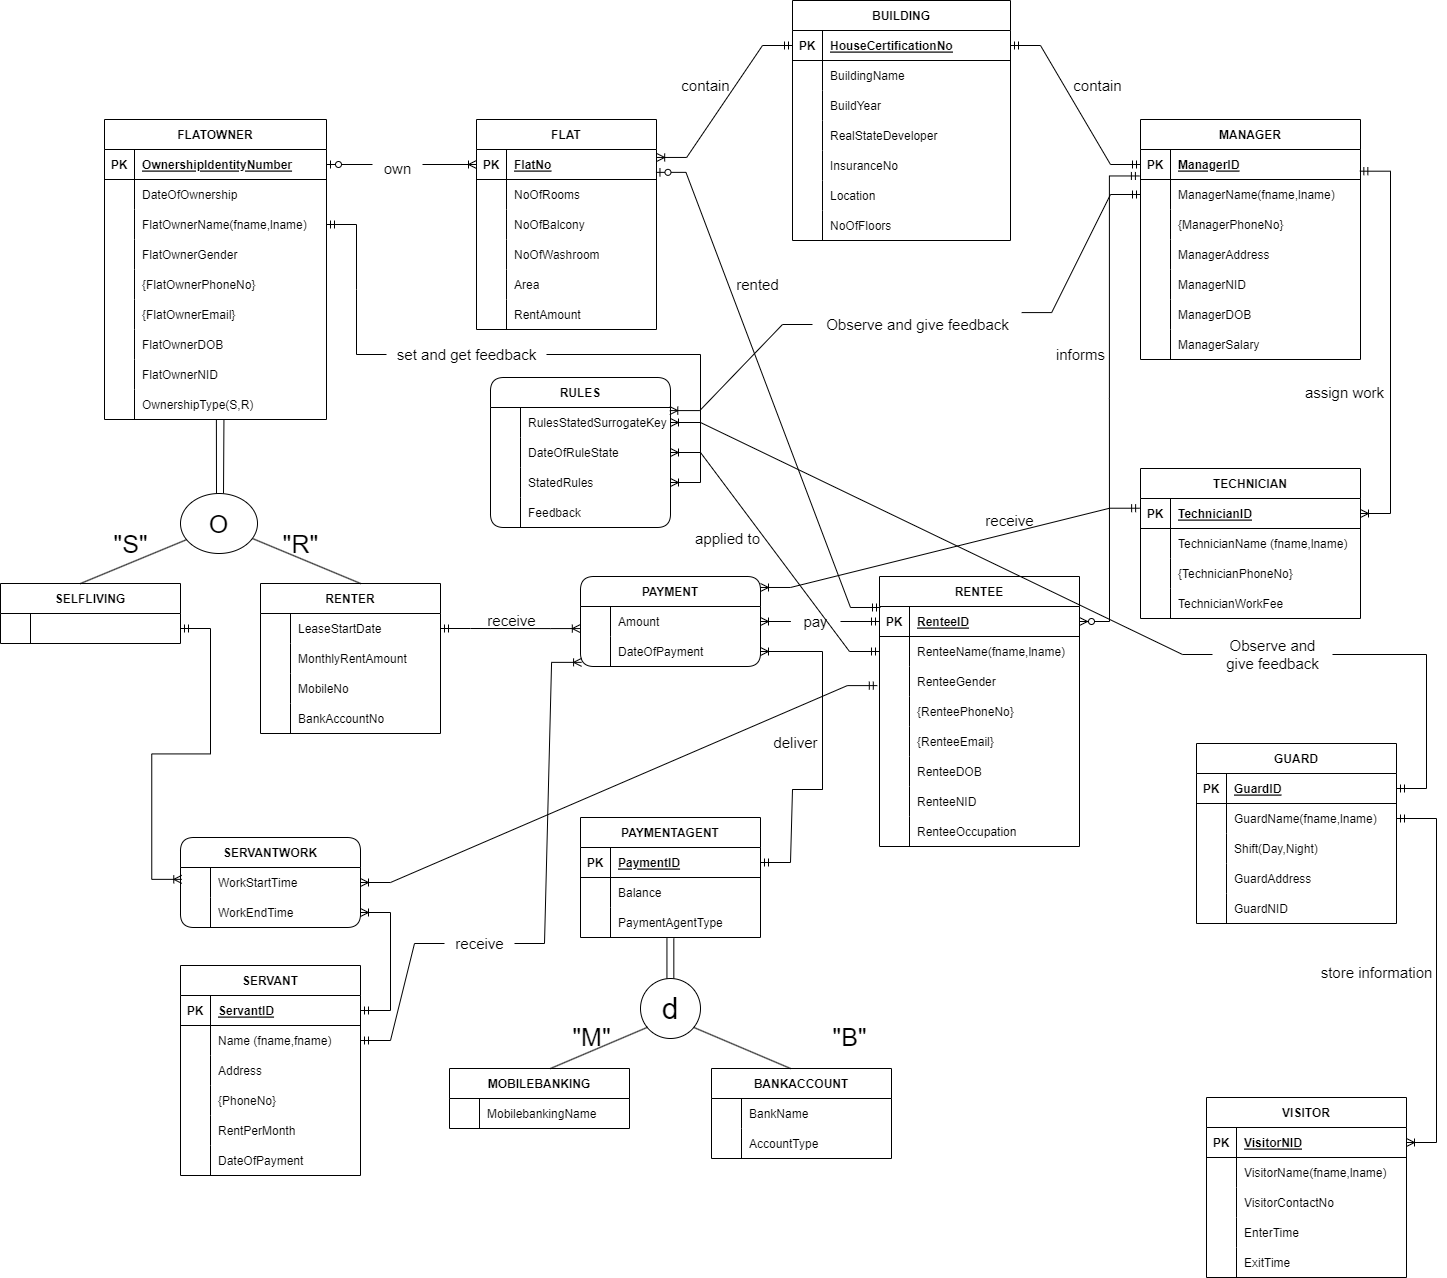 BUILDING
PK HouseCertificationNo
BuildingName
BuildYear
RealStateDeveloper
InsuranceNo
Location
NoOfFloors
contain
contain
FLATOWNER
PK OwnershipIdentityNumber
DateOfOwnership
FlatOwnerName(fname,lname)
FlatOwnerGender
{FlatOwnerPhoneNo}
{FlatOwnerEmail}
FlatOwnerDOB
FlatOwnerNID
OwnershipType(S,R)
own
FLAT
PK FlatNo
NoOfRooms
NoOfBalcony
NoOfWashroom
Area
RentAmount
MANAGER
PK ManagerID
ManagerName(fname,lname)
{ManagerPhoneNo}
ManagerAddress
ManagerNID
ManagerDOB
ManagerSalary
rented
Observe and give feedback
informs
set and get feedback
assign work
RULES
RulesStatedSurrogateKey
DateOfRuleState
StatedRules
Feedback
TECHNICIAN
PK TechnicianID
TechnicianName (fname,lname)
{TechnicianPhoneNo}
TechnicianWorkFee
O
"S"
"R"
applied to
receive
SELFLIVING
RENTER
LeaseStartDate
MonthlyRentAmount
MobileNo
BankAccountNo
receive
PAYMENT
Amount
DateOfPayment
pay
RENTEE
PK RenteeID
RenteeName(fname,lname)
RenteeGender
{RenteePhoneNo}
{RenteeEmail}
RenteeDOB
RenteeNID
RenteeOccupation
Observe and
give feedback
deliver
GUARD
PK GuardID
GuardName(fname,lname)
Shift(Day,Night)
GuardAddress
GuardNID
SERVANTWORK
WorkStartTime
WorkEndTime
PAYMENTAGENT
PK PaymentID
Balance
PaymentAgentType
receive
store information
SERVANT
PK ServantID
Name (fname,fname)
Address
{PhoneNo}
RentPerMonth
DateOfPayment
d
"M"
"B"
MOBILEBANKING
MobilebankingName
BANKACCOUNT
BankName
AccountType
VISITOR
PK VisitorNID
VisitorName(fname,lname)
VisitorContactNo
EnterTime
ExitTime